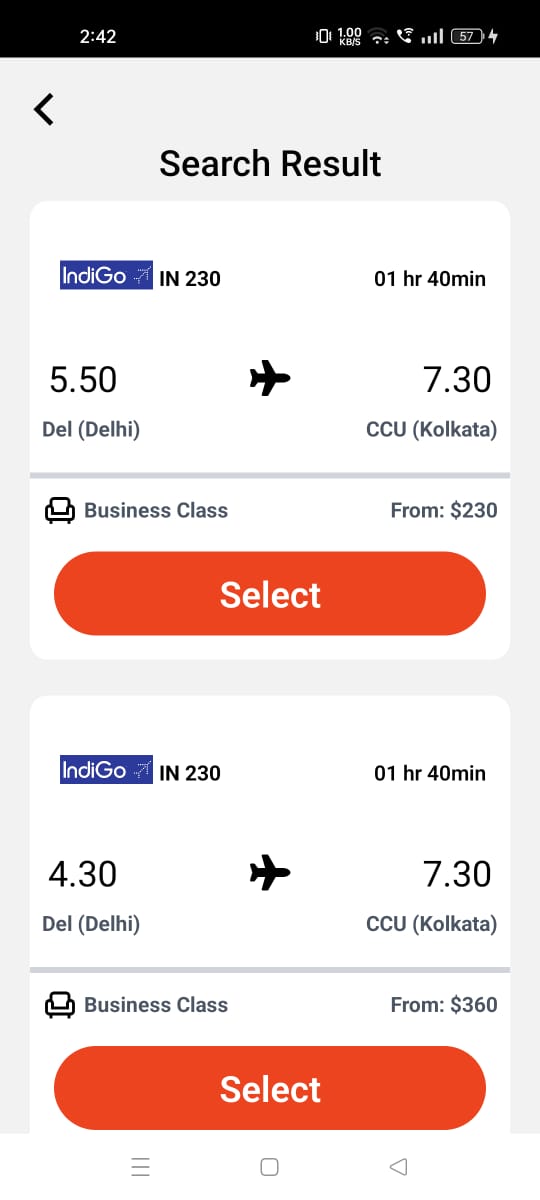 2:42 1.00 KB/S 57
Search Result
IndiGo IN 230 01 hr 40min
5.50 7.30
Del (Delhi) CCU (Kolkata)
Business Class From: $230
Select
IndiGo IN 230 01 hr 40min
4.30 7.30
Del (Delhi) CCU (Kolkata)
Business Class From: $360
Select